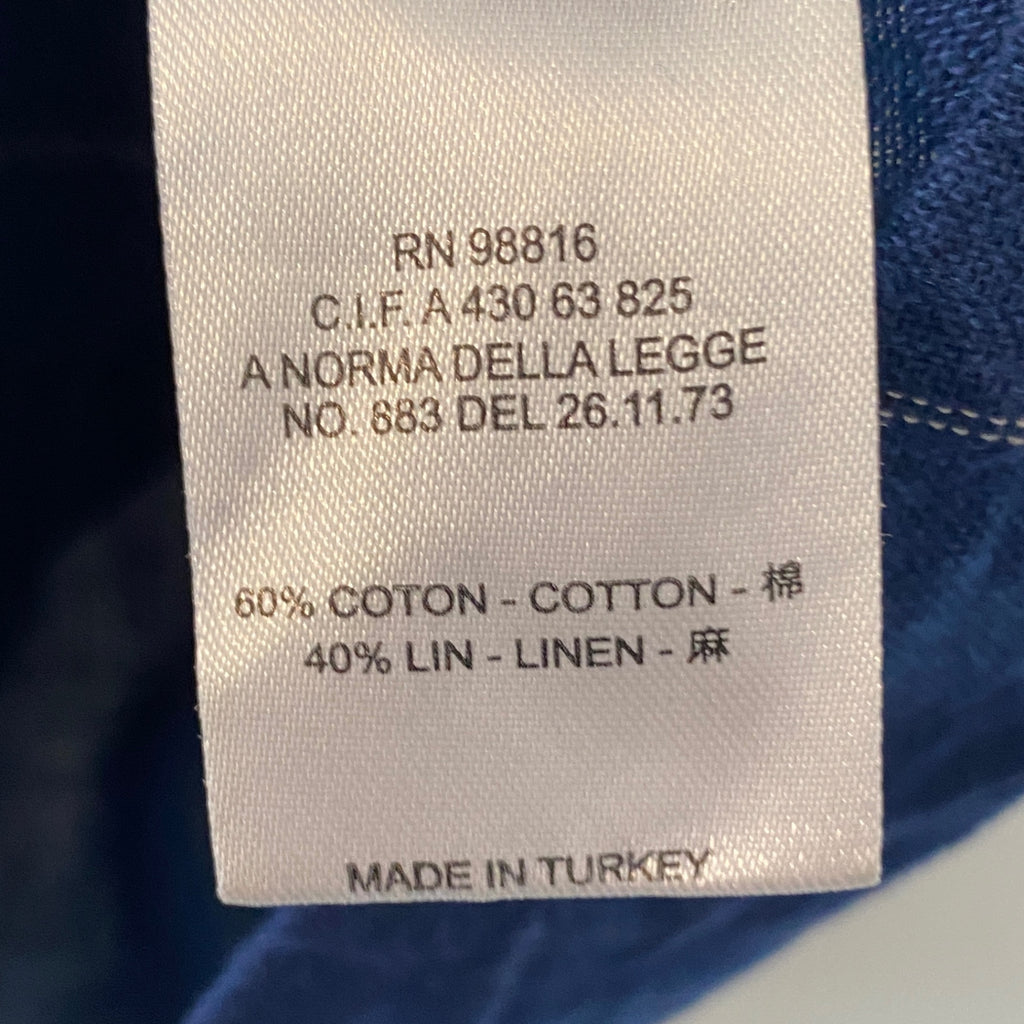 RN 98816
C.I.F. A 430 63 825
A NORMA DELLA LEGGE
NO. 883 DEL 26.11.73
60% COTON - COTTON - 棉
40% LIN - LINEN - 麻
MADE IN TURKEY